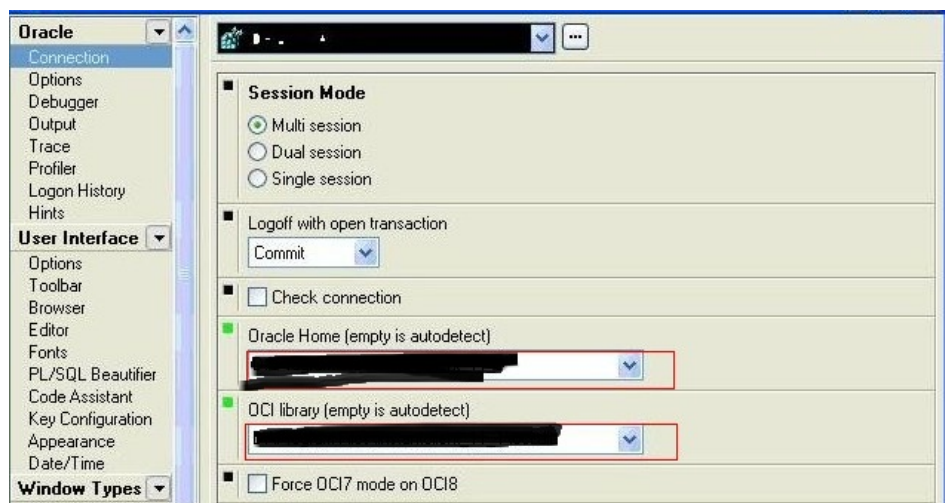 Oracle
Connection
Options
Debugger
Output
Trace
Profiler
Logon History
Hints
User Interface
Options
Toolbar
Browser
Editor
Fonts
PL/SQL Beautifier
Code Assistant
Key Configuration
Appearance
Date/Time
Window Types
...
Session Mode
Multi session
Dual session
Single session
Logoff with open transaction
Commit
Check connection
Oracle Home (empty is autodetect)
OCI library (empty is autodetect)
Force OCI7 mode on OCI8